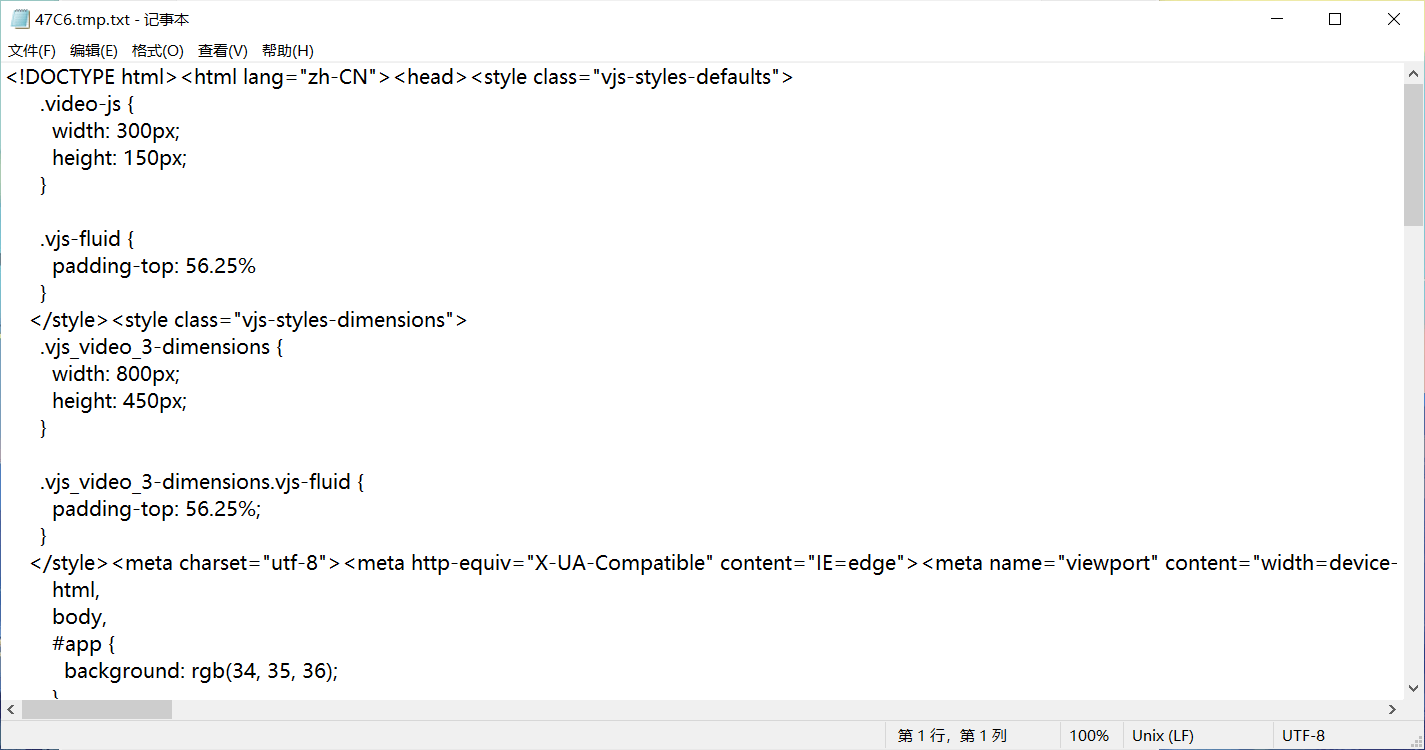 47C6.tmp.txt - 记事本
文件(F) 编辑(E) 格式(O) 查看(V) 帮助(H)
<!DOCTYPE html><html lang="zh-CN"><head><style class="vjs-styles-defaults">
.video-js {
width: 300px;
height: 150px;
}
.vjs-fluid {
padding-top: 56.25%
}
</style><style class="vjs-styles-dimensions">
.vjs_video_3-dimensions {
width: 800px;
height: 450px;
}
.vjs_video_3-dimensions.vjs-fluid {
padding-top: 56.25%;
}
</style><meta charset="utf-8"><meta http-equiv="X-UA-Compatible" content="IE=edge"><meta name="viewport" content="width=device-
html,
body,
#app {
background: rgb(34, 35, 36);
}
第 1 行，第 1 列 100% Unix (LF) UTF-8